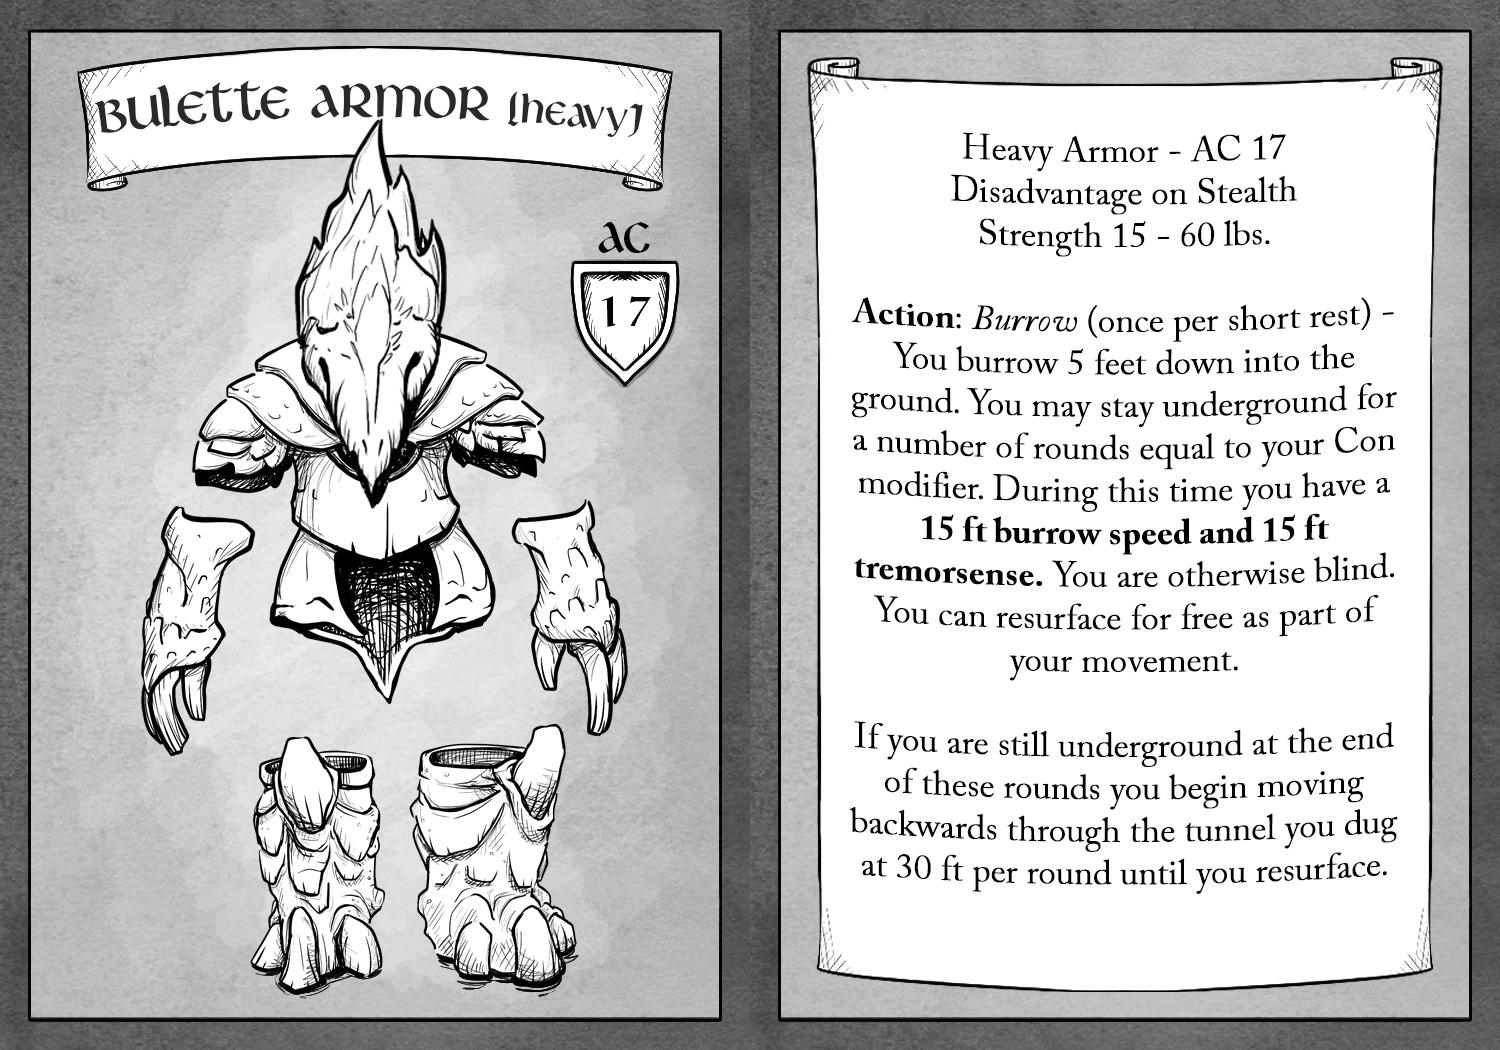 BULETTE ARMOR [HEAVY]
AC
17
Heavy Armor - AC 17
Disadvantage on Stealth
Strength 15 - 60 lbs.
Action: Burrow (once per short rest) -
You burrow 5 feet down into the
ground. You may stay underground for
a number of rounds equal to your Con
modifier. During this time you have a
15 ft burrow speed and 15 ft
tremorsense. You are otherwise blind.
You can resurface for free as part of
your movement.
If you are still underground at the end
of these rounds you begin moving
backwards through the tunnel you dug
at 30 ft per round until you resurface.